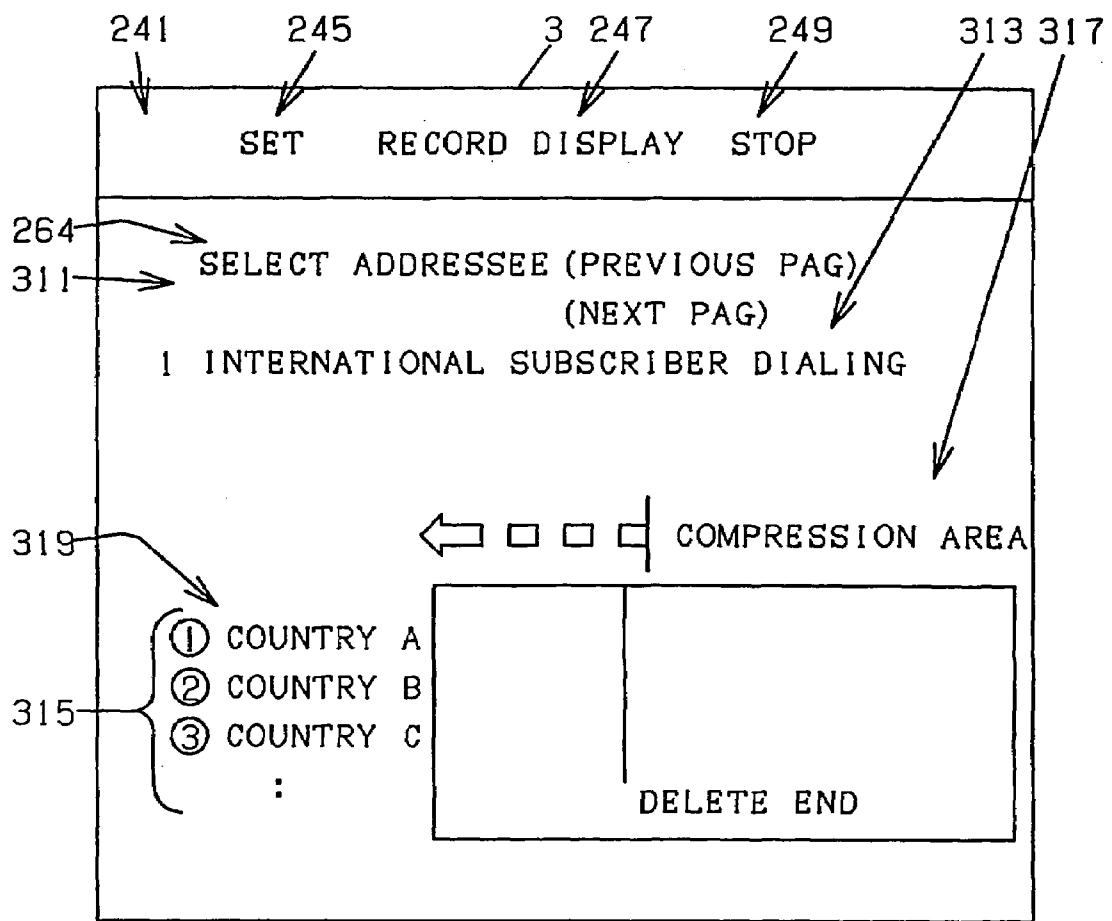 241 245 3 247 249 313 317
SET RECORD DISPLAY STOP
264
SELECT ADDRESSEE (PREVIOUS PAG)
311
(NEXT PAG)
1 INTERNATIONAL SUBSCRIBER DIALING
COMPRESSION AREA
319
① COUNTRY A
② COUNTRY B
315
③ COUNTRY C
:
DELETE END